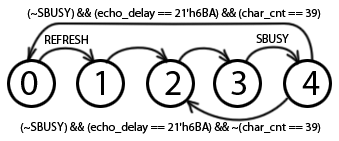 (~SBUSY) && (echo_delay == 21'h6BA) && (char_cnt == 39)
REFRESH
SBUSY
0 1 2 3 4
(~SBUSY) && (echo_delay == 21'h6BA) && ~(char_cnt == 39)